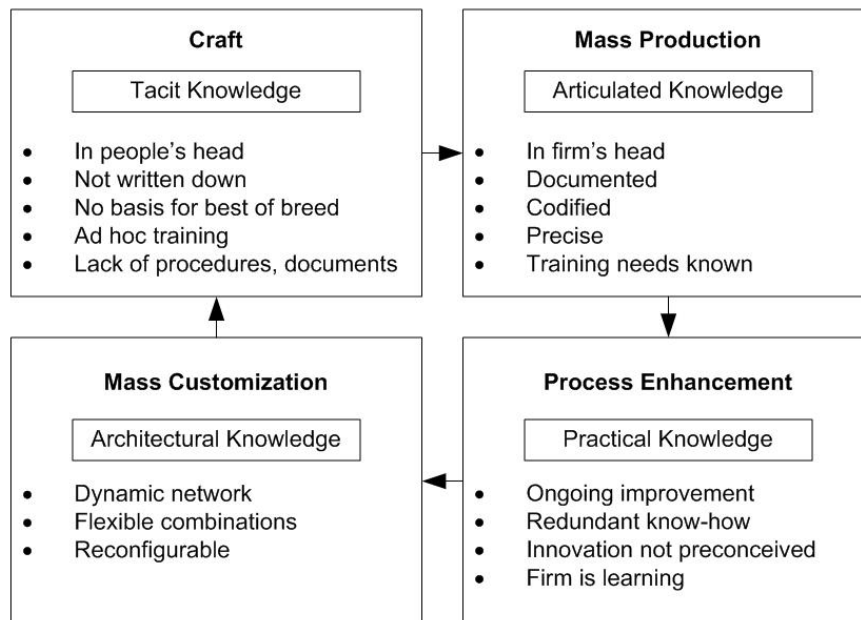 Craft
Tacit Knowledge
• In people's head
• Not written down
• No basis for best of breed
• Ad hoc training
• Lack of procedures, documents
Mass Production
Articulated Knowledge
• In firm's head
• Documented
• Codified
• Precise
• Training needs known
Mass Customization
Architectural Knowledge
• Dynamic network
• Flexible combinations
• Reconfigurable
Process Enhancement
Practical Knowledge
• Ongoing improvement
• Redundant know-how
• Innovation not preconceived
• Firm is learning